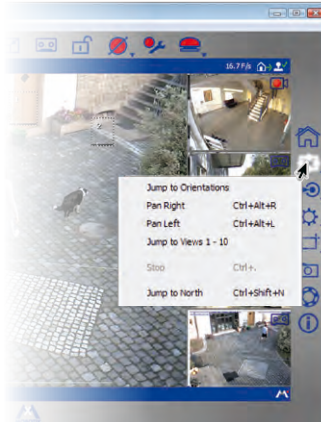 16.7 F/s
Jump to Orientations
Pan Right Ctrl+Alt+R
Pan Left Ctrl+Alt+L
Jump to Views 1 - 10
Stop Ctrl+.
Jump to North Ctrl+Shift+N